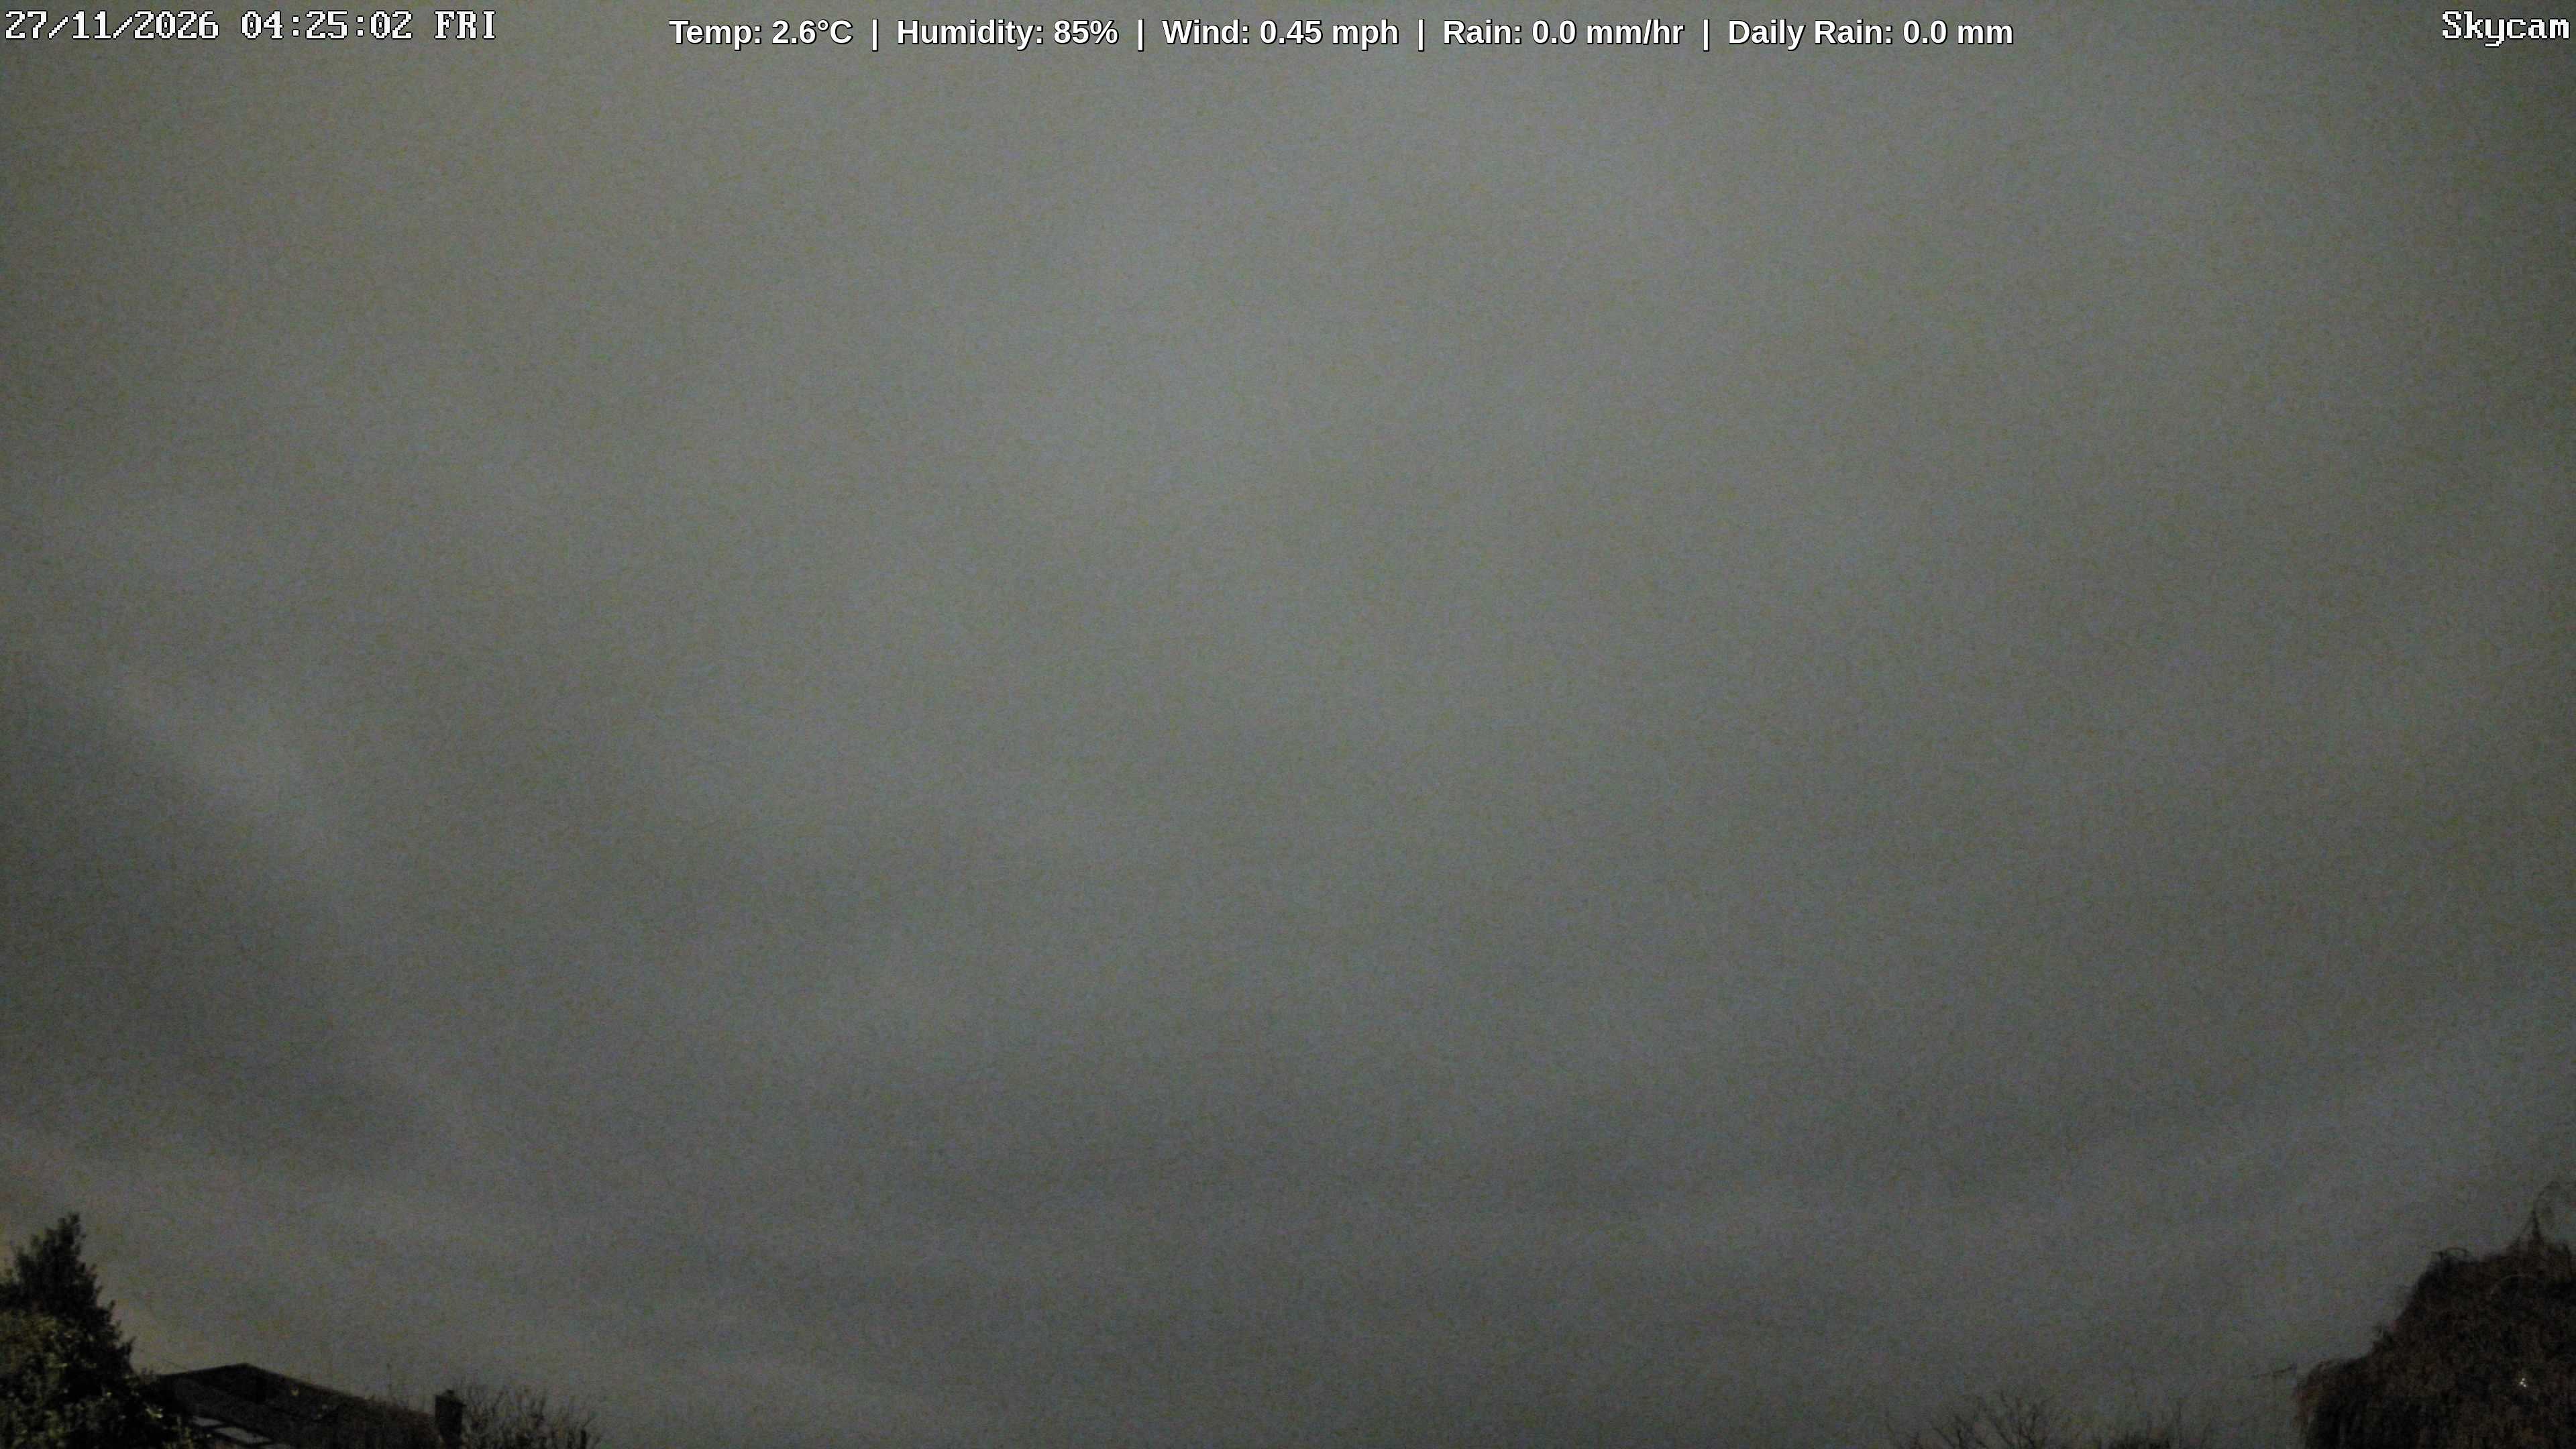 27/11/2026 04:25:02 FRI
Temp: 2.6°C | Humidity: 85% | Wind: 0.45 mph | Rain: 0.0 mm/hr | Daily Rain: 0.0 mm
Skycam